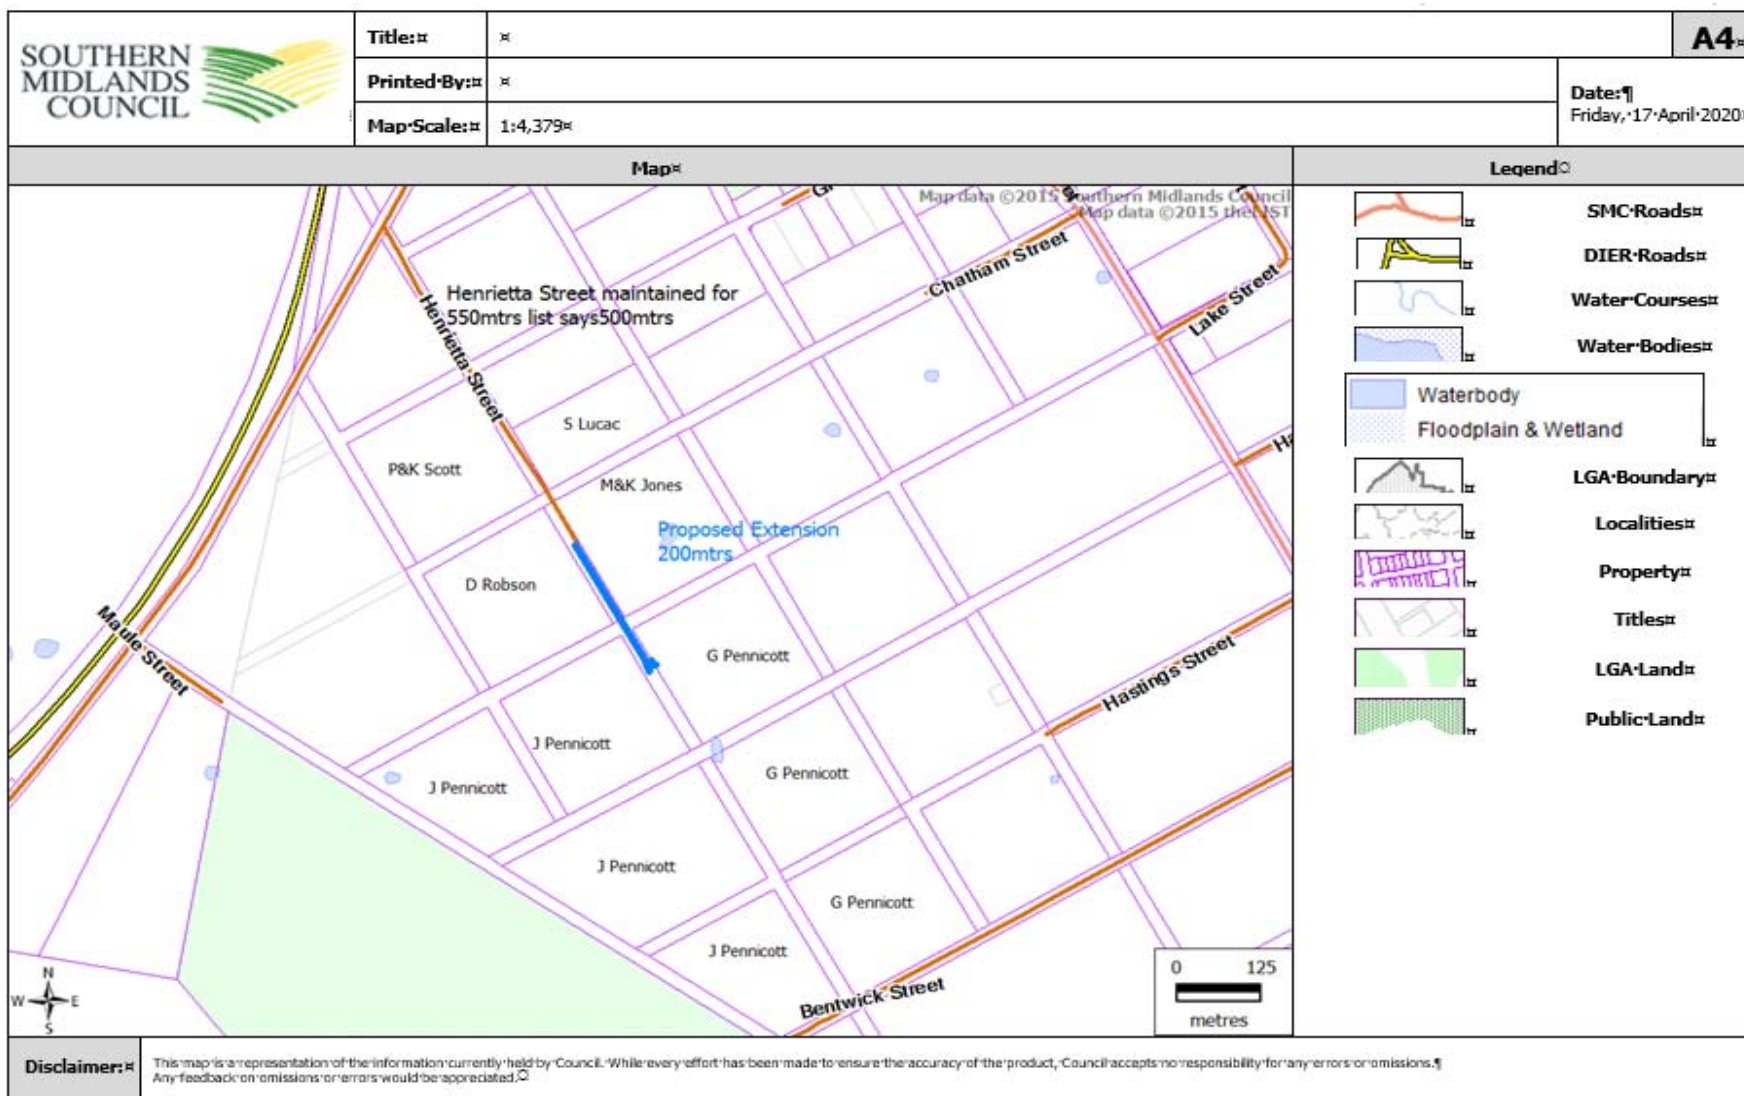 SOUTHERN
MIDLANDS
COUNCIL
Title:¤
¤
A4¤
Printed·By:¤
¤
Map·Scale:¤
1:4,379¤
Date:¶
Friday,·17·April·2020¤
Map¤
Legend¤
Map data ©2015 Southern Midlands Council
Map data ©2015 theLIST
Chatham Street
Lake Street
Henrietta Street maintained for
550mtrs list says500mtrs
Henrietta Street
S Lucac
P&K Scott
M&K Jones
Proposed Extension
200mtrs
D Robson
Maule Street
G Pennicott
Hastings Street
J Pennicott
G Pennicott
J Pennicott
J Pennicott
G Pennicott
J Pennicott
Bentwick Street
N
W
E
S
0 125
metres
SMC·Roads¤
DIER·Roads¤
Water·Courses¤
Water·Bodies¤
Waterbody
Floodplain & Wetland
LGA·Boundary¤
Localities¤
Property¤
Titles¤
LGA·Land¤
Public·Land¤
Disclaimer:¤
This·map·is·a·representation·of·the·information·currently·held·by·Council.·While·every·effort·has·been·made·to·ensure·the·accuracy·of·the·product,·Council·accepts·no·responsibility·for·any·errors·or·omissions.¶
Any·feedback·on·omissions·or·errors·would·be·appreciated.¤